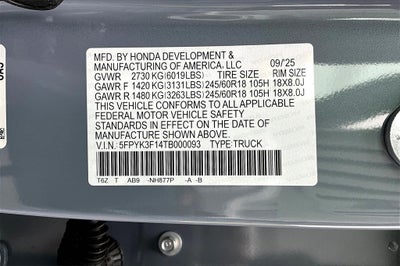 MFD. BY HONDA DEVELOPMENT &
MANUFACTURING OF AMERICA, LLC 09/'25
GVWR 2730 KG(6019LBS) TIRE SIZE RIM SIZE
GAWR F 1420 KG(3131LBS) 245/60R18 105H 18X8.0J
GAWR R 1480 KG(3263LBS) 245/60R18 105H 18X8.0J
THIS VEHICLE CONFORMS TO ALL APPLICABLE
FEDERAL MOTOR VEHICLE SAFETY
STANDARDS IN EFFECT ON THE DATE OF
MANUFACTURE SHOWN ABOVE.
V.I.N.: 5FPYK3F14TB000093 TYPE:TRUCK
T6Z T AB9 -NH877P -A -B